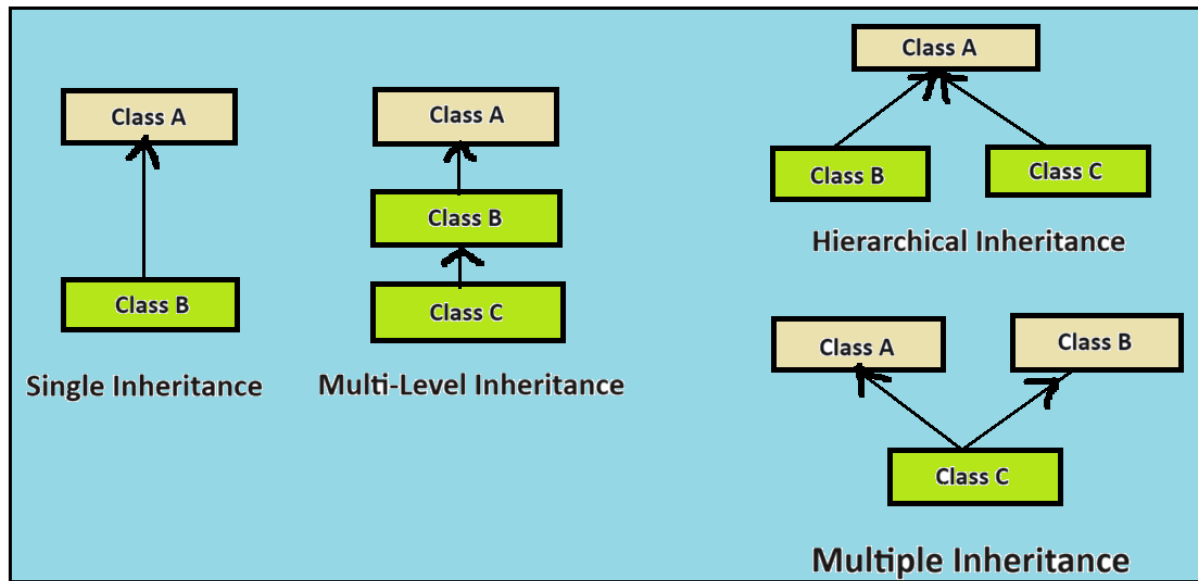 Class A
Class B
Single Inheritance
Class A
Class B
Class C
Multi-Level Inheritance
Class A
Class B
Class C
Hierarchical Inheritance
Class A
Class B
Class C
Multiple Inheritance